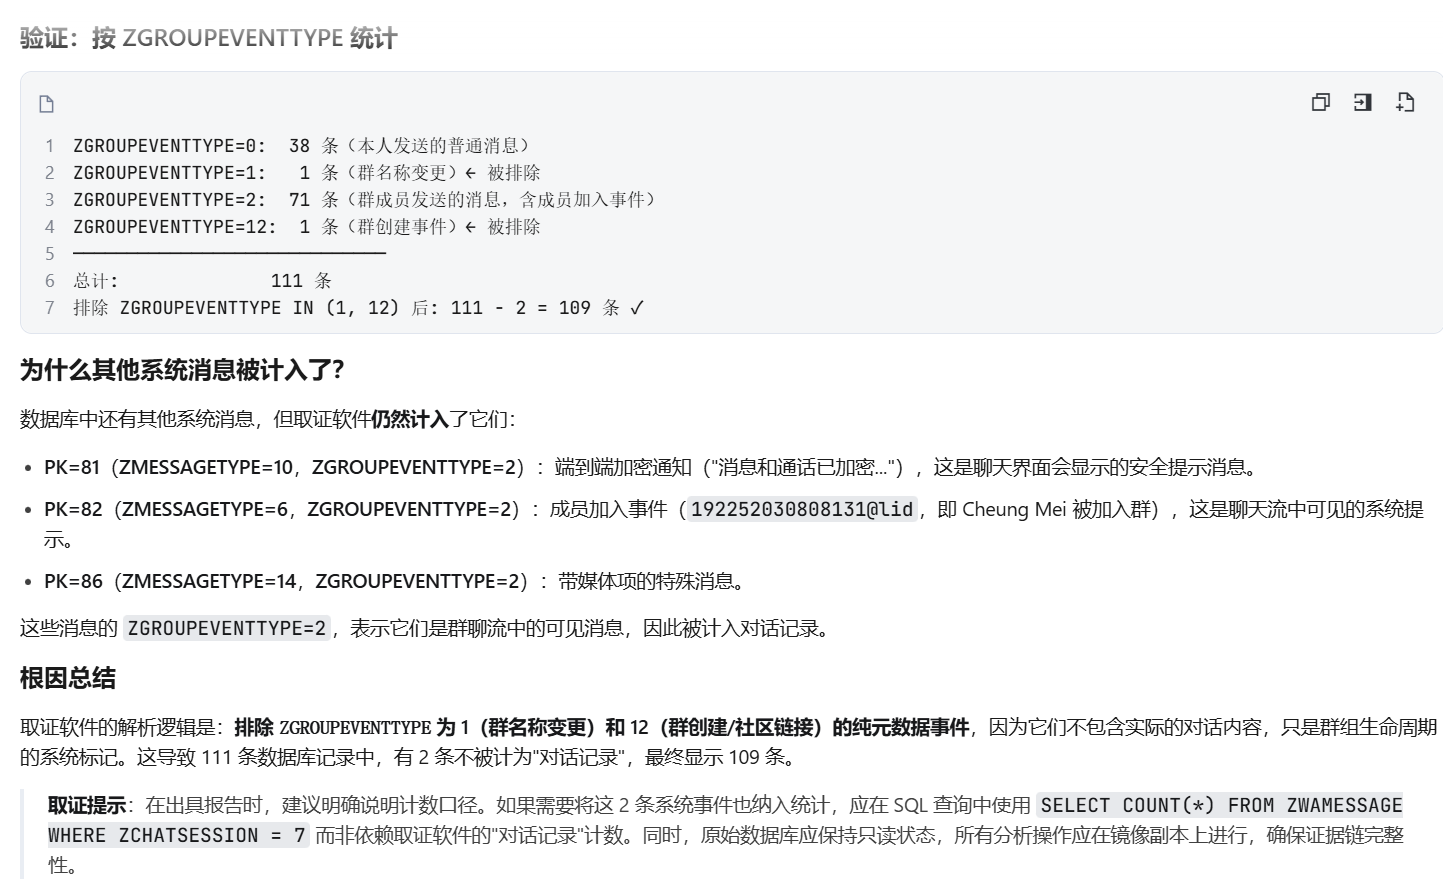 验证：按 ZGROUPEVENTTYPE 统计
1 ZGROUPEVENTTYPE=0:  38 条（本人发送的普通消息）
2 ZGROUPEVENTTYPE=1:   1 条（群名称变更）← 被排除
3 ZGROUPEVENTTYPE=2:  71 条（群成员发送的消息，含成员加入事件）
4 ZGROUPEVENTTYPE=12:  1 条（群创建事件）← 被排除
5 ────────────────────────────
6 总计:              111 条
7 排除 ZGROUPEVENTTYPE IN (1, 12) 后: 111 - 2 = 109 条 ✓
为什么其他系统消息被计入了？
数据库中还有其他系统消息，但取证软件仍然计入了它们：
• PK=81（ZMESSAGETYPE=10，ZGROUPEVENTTYPE=2）：端到端加密通知（"消息和通话已加密..."），这是聊天界面会显示的安全提示消息。
• PK=82（ZMESSAGETYPE=6，ZGROUPEVENTTYPE=2）：成员加入事件（192252030808131@lid，即 Cheung Mei 被加入群），这是聊天流中可见的系统提
示。
• PK=86（ZMESSAGETYPE=14，ZGROUPEVENTTYPE=2）：带媒体项的特殊消息。
这些消息的 ZGROUPEVENTTYPE=2，表示它们是群聊流中的可见消息，因此被计入对话记录。
根因总结
取证软件的解析逻辑是：排除 ZGROUPEVENTTYPE 为 1（群名称变更）和 12（群创建/社区链接）的纯元数据事件，因为它们不包含实际的对话内容，只是群组生命周期
的系统标记。这导致 111 条数据库记录中，有 2 条不被计为"对话记录"，最终显示 109 条。
取证提示：在出具报告时，建议明确说明计数口径。如果需要将这 2 条系统事件也纳入统计，应在 SQL 查询中使用 SELECT COUNT(*) FROM ZWAMESSAGE
WHERE ZCHATSESSION = 7 而非依赖取证软件的"对话记录"计数。同时，原始数据库应保持只读状态，所有分析操作应在镜像副本上进行，确保证据链完整
性。